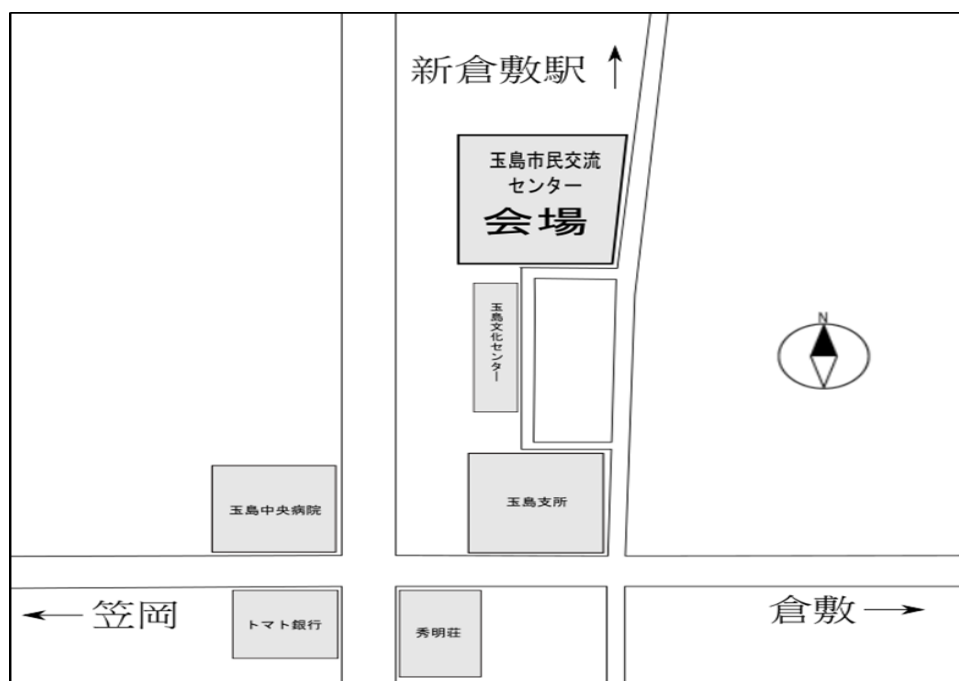 新倉敷駅
玉島市民交流
センター
会場
玉島文化センター
N
玉島中央病院
玉島支所
笠岡
トマト銀行
秀明荘
倉敷